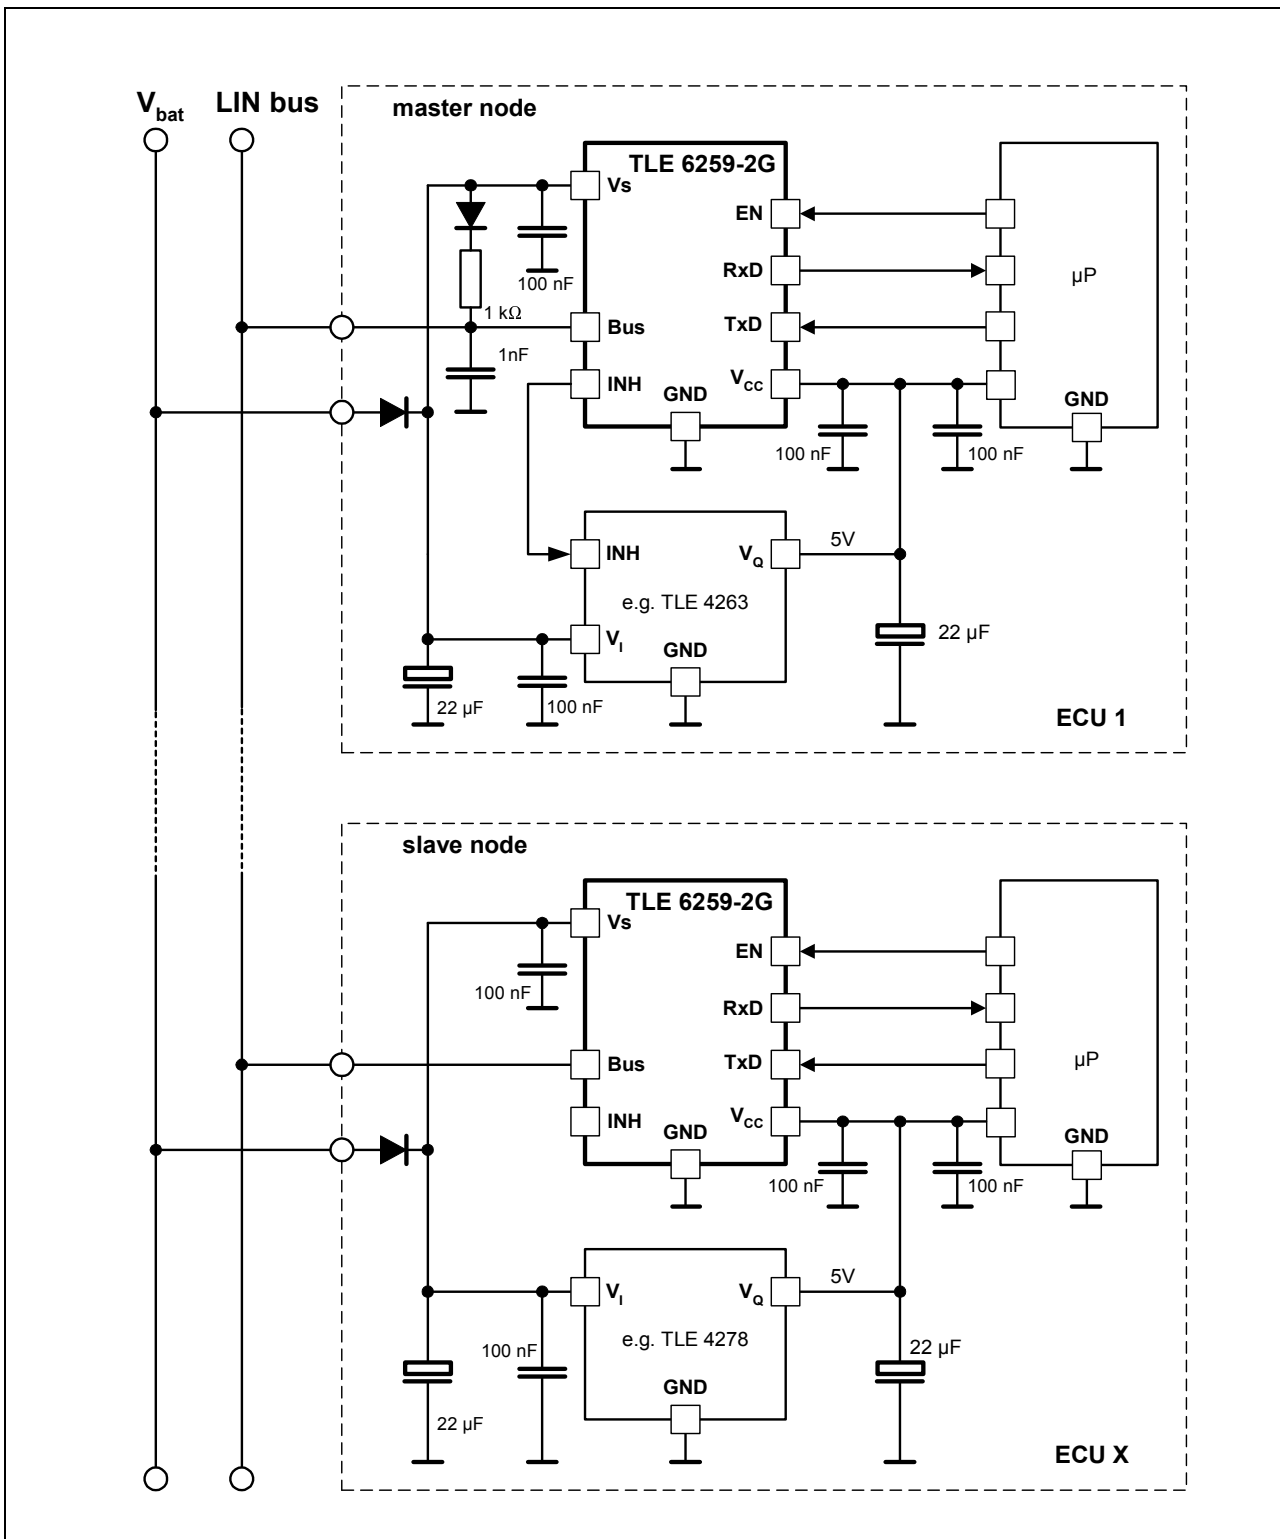 V_bat LIN bus
master node
TLE 6259-2G
Vs
EN
100 nF
RxD
µP
1 kΩ
Bus
TxD
1nF
INH
GND
V_CC
GND
100 nF
100 nF
INH
V_Q
5V
e.g. TLE 4263
V_I
GND
22 µF
22 µF
100 nF
ECU 1
slave node
TLE 6259-2G
Vs
EN
100 nF
RxD
Bus
TxD
µP
INH
GND
V_CC
GND
100 nF
100 nF
V_I
V_Q
5V
100 nF
e.g. TLE 4278
22 µF
GND
22 µF
ECU X